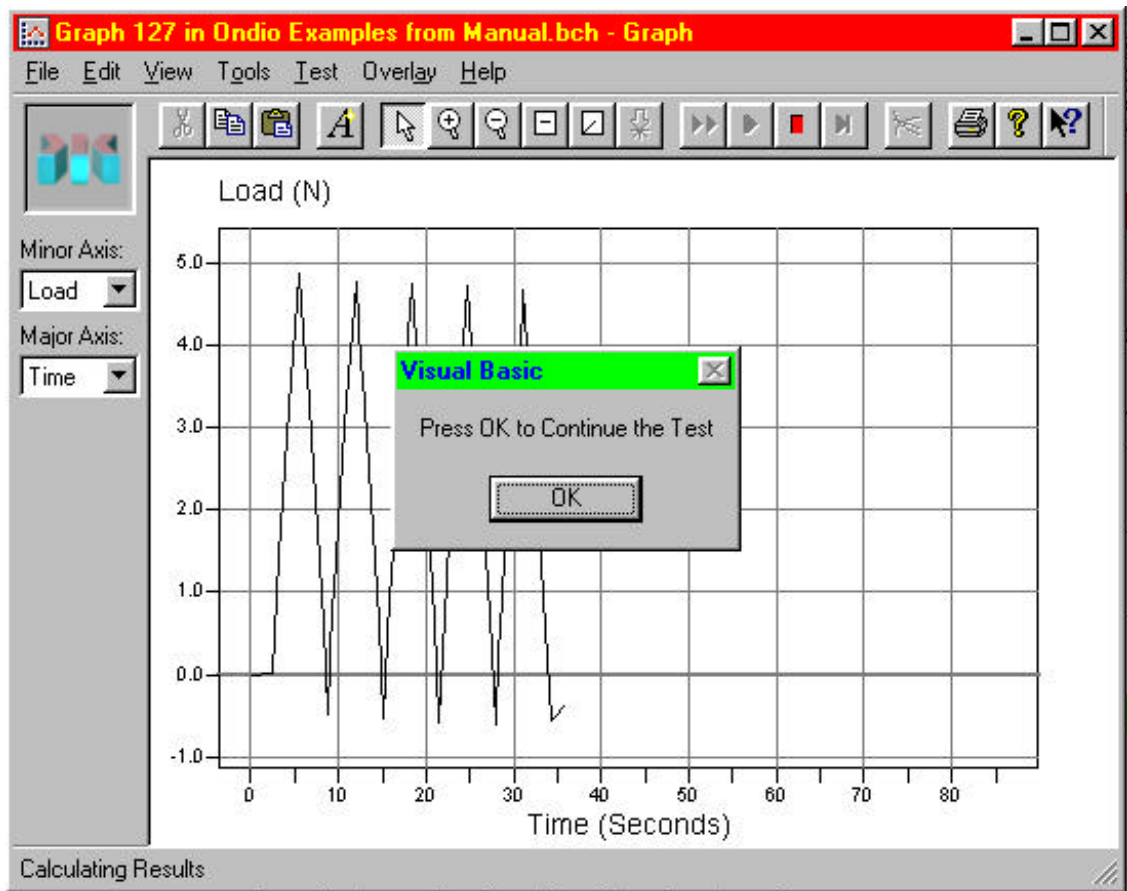 Graph 127 in Ondio Examples from Manual.bch - Graph
File Edit View Tools Test Overlay Help
Minor Axis:
Load
Major Axis:
Time
Load (N)
5.0
4.0
3.0
2.0
1.0
0.0
-1.0
0 10 20 30 40 50 60 70 80
Time (Seconds)
Visual Basic
Press OK to Continue the Test
OK
Calculating Results